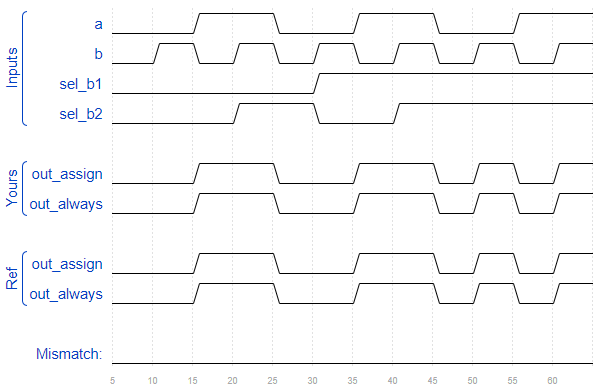 Inputs
a
b
sel_b1
sel_b2
Yours
out_assign
out_always
Ref
out_assign
out_always
Mismatch:
5 10 15 20 25 30 35 40 45 50 55 60